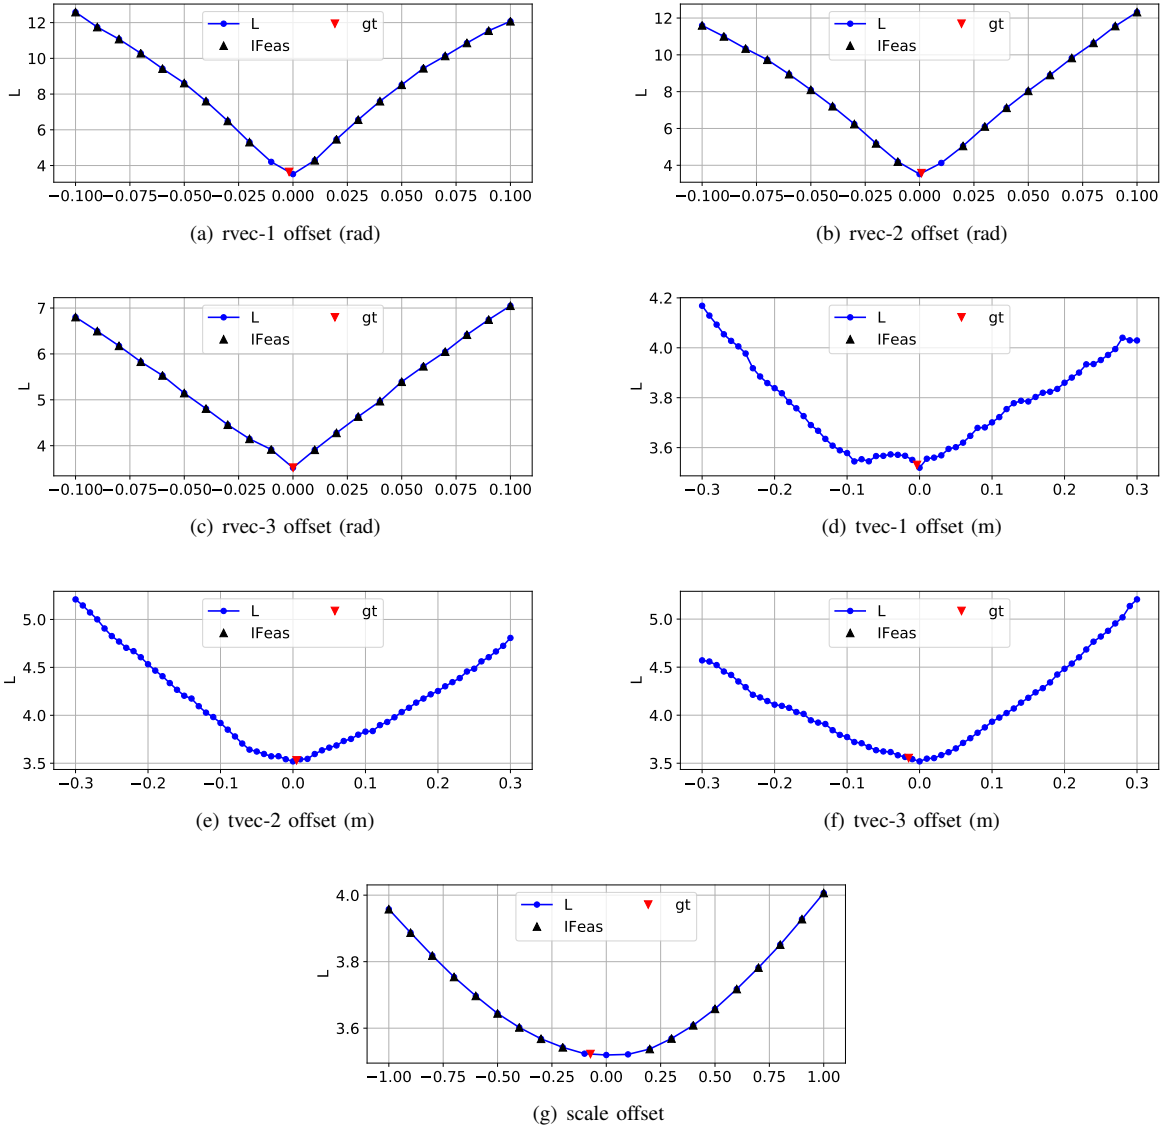 12
10
8
6
4
L
L
gt
IFeas
−0.100 −0.075 −0.050 −0.025 0.000 0.025 0.050 0.075 0.100
(a) rvec-1 offset (rad)
12
10
8
6
4
L
L
gt
IFeas
−0.100 −0.075 −0.050 −0.025 0.000 0.025 0.050 0.075 0.100
(b) rvec-2 offset (rad)
7
6
5
4
L
L
gt
IFeas
−0.100 −0.075 −0.050 −0.025 0.000 0.025 0.050 0.075 0.100
(c) rvec-3 offset (rad)
4.2
4.0
3.8
3.6
L
L
gt
IFeas
−0.3 −0.2 −0.1 0.0 0.1 0.2 0.3
(d) tvec-1 offset (m)
5.0
4.5
4.0
3.5
L
L
gt
IFeas
−0.3 −0.2 −0.1 0.0 0.1 0.2 0.3
(e) tvec-2 offset (m)
5.0
4.5
4.0
3.5
L
L
gt
IFeas
−0.3 −0.2 −0.1 0.0 0.1 0.2 0.3
(f) tvec-3 offset (m)
4.0
3.8
3.6
L
L
gt
IFeas
−1.00 −0.75 −0.50 −0.25 0.00 0.25 0.50 0.75 1.00
(g) scale offset